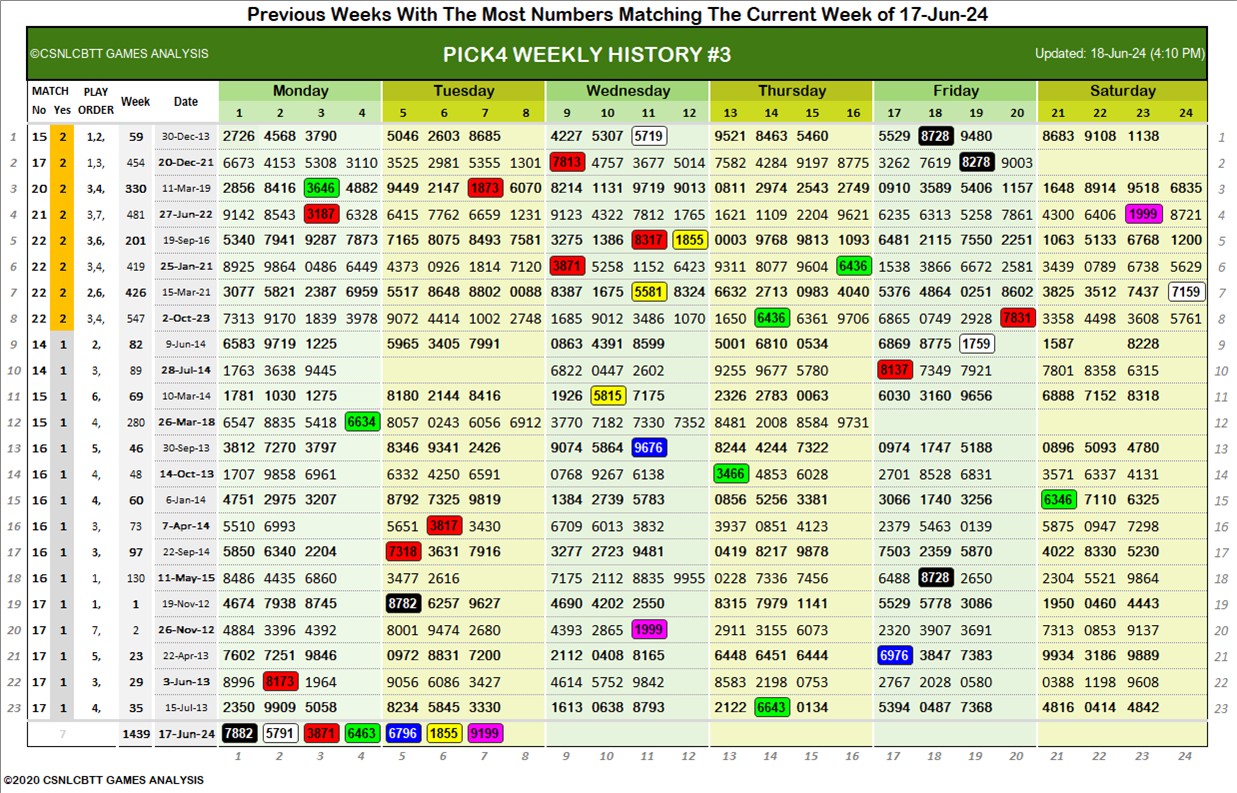 Previous Weeks With The Most Numbers Matching The Current Week of 17-Jun-24
©CSNLCBTT GAMES ANALYSIS PICK4 WEEKLY HISTORY #3 Updated: 18-Jun-24 (4:10 PM)
MATCH PLAY Week Date Monday Tuesday Wednesday Thursday Friday Saturday
No Yes ORDER 1 2 3 4 5 6 7 8 9 10 11 12 13 14 15 16 17 18 19 20 21 22 23 24
1 15 2 1,2, 59 30-Dec-13 2726 4568 3790 5046 2603 8685 4227 5307 5719 9521 8463 5460 5529 8728 9480 8683 9108 1138 1
2 17 2 1,3, 454 20-Dec-21 6673 4153 5308 3110 3525 2981 5355 1301 7813 4757 3677 5014 7582 4284 9197 8775 3262 7619 8278 9003 2
3 20 2 3,4, 330 11-Mar-19 2856 8416 3646 4882 9449 2147 1873 6070 8214 1131 9719 9013 0811 2974 2543 2749 0910 3589 5406 1157 1648 8914 9518 6835 3
4 21 2 3,7, 481 27-Jun-22 9142 8543 3187 6328 6415 7762 6659 1231 9123 4322 7812 1765 1621 1109 2204 9621 6235 6313 5258 7861 4300 6406 1999 8721 4
5 22 2 3,6, 201 19-Sep-16 5340 7941 9287 7873 7165 8075 8493 7581 3275 1386 8317 1855 0003 9768 9813 1093 6481 2115 7550 2251 1063 5133 6768 1200 5
6 22 2 3,4, 419 25-Jan-21 8925 9864 0486 6449 4373 0926 1814 7120 3871 5258 1152 6423 9311 8077 9604 6436 1538 3866 6672 2581 3439 0789 6738 5629 6
7 22 2 2,6, 426 15-Mar-21 3077 5821 2387 6959 5517 8648 8802 0088 8387 1675 5581 8324 6632 2713 0983 4040 5376 4864 0251 8602 3825 3512 7437 7159 7
8 22 2 3,4, 547 2-Oct-23 7313 9170 1839 3978 9072 4414 1002 2748 1685 9012 3486 1070 1650 6436 6361 9706 6865 0749 2928 7831 3358 4498 3608 5761 8
9 14 1 2, 82 9-Jun-14 6583 9719 1225 5965 3405 7991 0863 4391 8599 5001 6810 0534 6869 8775 1759 1587 8228 9
10 14 1 3, 89 28-Jul-14 1763 3638 9445 6822 0447 2602 9255 9677 5780 8137 7349 7921 7801 8358 6315 10
11 15 1 6, 69 10-Mar-14 1781 1030 1275 8180 2144 8416 1926 5815 7175 2326 2783 0063 6030 3160 9656 6888 7152 8318 11
12 15 1 4, 280 26-Mar-18 6547 8835 5418 6634 8057 0243 6056 6912 3770 7182 7330 7352 8481 2008 8584 9731 12
13 16 1 5, 46 30-Sep-13 3812 7270 3797 8346 9341 2426 9074 5864 9676 8244 4244 7322 0974 1747 5188 0896 5093 4780 13
14 16 1 4, 48 14-Oct-13 1707 9858 6961 6332 4250 6591 0768 9267 6138 3466 4853 6028 2701 8528 6831 3571 6337 4131 14
15 16 1 4, 60 6-Jan-14 4751 2975 3207 8792 7325 9819 1384 2739 5783 0856 5256 3381 3066 1740 3256 6346 7110 6325 15
16 16 1 3, 73 7-Apr-14 5510 6993 5651 3817 3430 6709 6013 3832 3937 0851 4123 2379 5463 0139 5875 0947 7298 16
17 16 1 3, 97 22-Sep-14 5850 6340 2204 7318 3631 7916 3277 2723 9481 0419 8217 9878 7503 2359 5870 4022 8330 5230 17
18 16 1 1, 130 11-May-15 8486 4435 6860 3477 2616 7175 2112 8835 9955 0228 7336 7456 6488 8728 2650 2304 5521 9864 18
19 17 1 1, 1 19-Nov-12 4674 7938 8745 8782 6257 9627 4690 4202 2550 8315 7979 1141 5529 5778 3086 1950 0460 4443 19
20 17 1 7, 2 26-Nov-12 4884 3396 4392 8001 9474 2680 4393 2865 1999 2911 3155 6073 2320 3907 3691 7313 0853 9137 20
21 17 1 5, 23 22-Apr-13 7602 7251 9846 0972 8831 7200 2112 0408 8165 6448 6451 6444 6976 3847 7383 9934 3186 9889 21
22 17 1 3, 29 3-Jun-13 8996 8173 1964 9056 6086 3427 4614 5752 9842 8583 2198 0753 2767 2028 0580 0388 1198 9608 22
23 17 1 4, 35 15-Jul-13 2350 9909 5058 8234 5845 3330 1613 0638 8793 2122 6643 0134 5394 0487 7368 4816 0414 4842 23
7 1439 17-Jun-24 7882 5791 3871 6463 6796 1855 9199
1 2 3 4 5 6 7 8 9 10 11 12 13 14 15 16 17 18 19 20 21 22 23 24
©2020 CSNLCBTT GAMES ANALYSIS